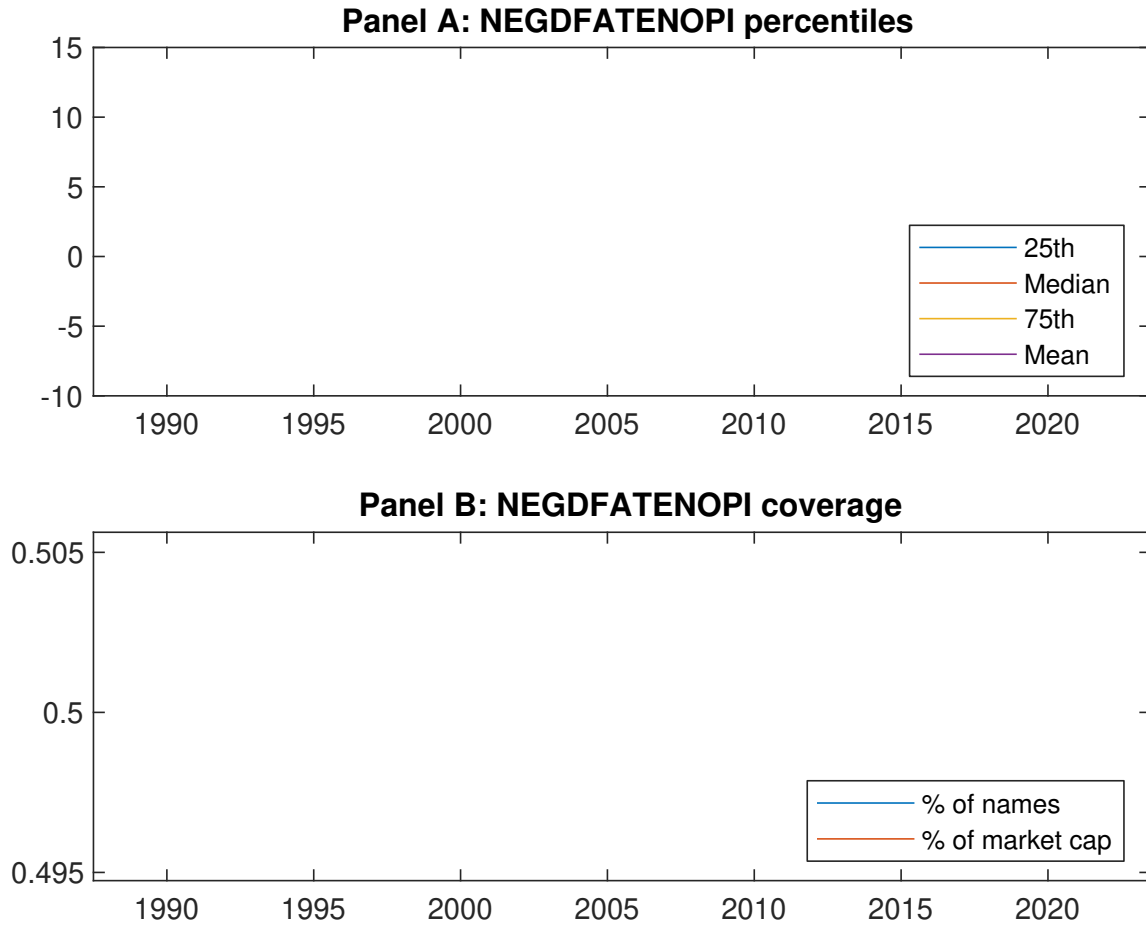 Panel A: NEGDFATENOPI percentiles
15
10
5
0
-5
-10
25th
Median
75th
Mean
1990 1995 2000 2005 2010 2015 2020
Panel B: NEGDFATENOPI coverage
0.505
0.5
0.495
% of names
% of market cap
1990 1995 2000 2005 2010 2015 2020